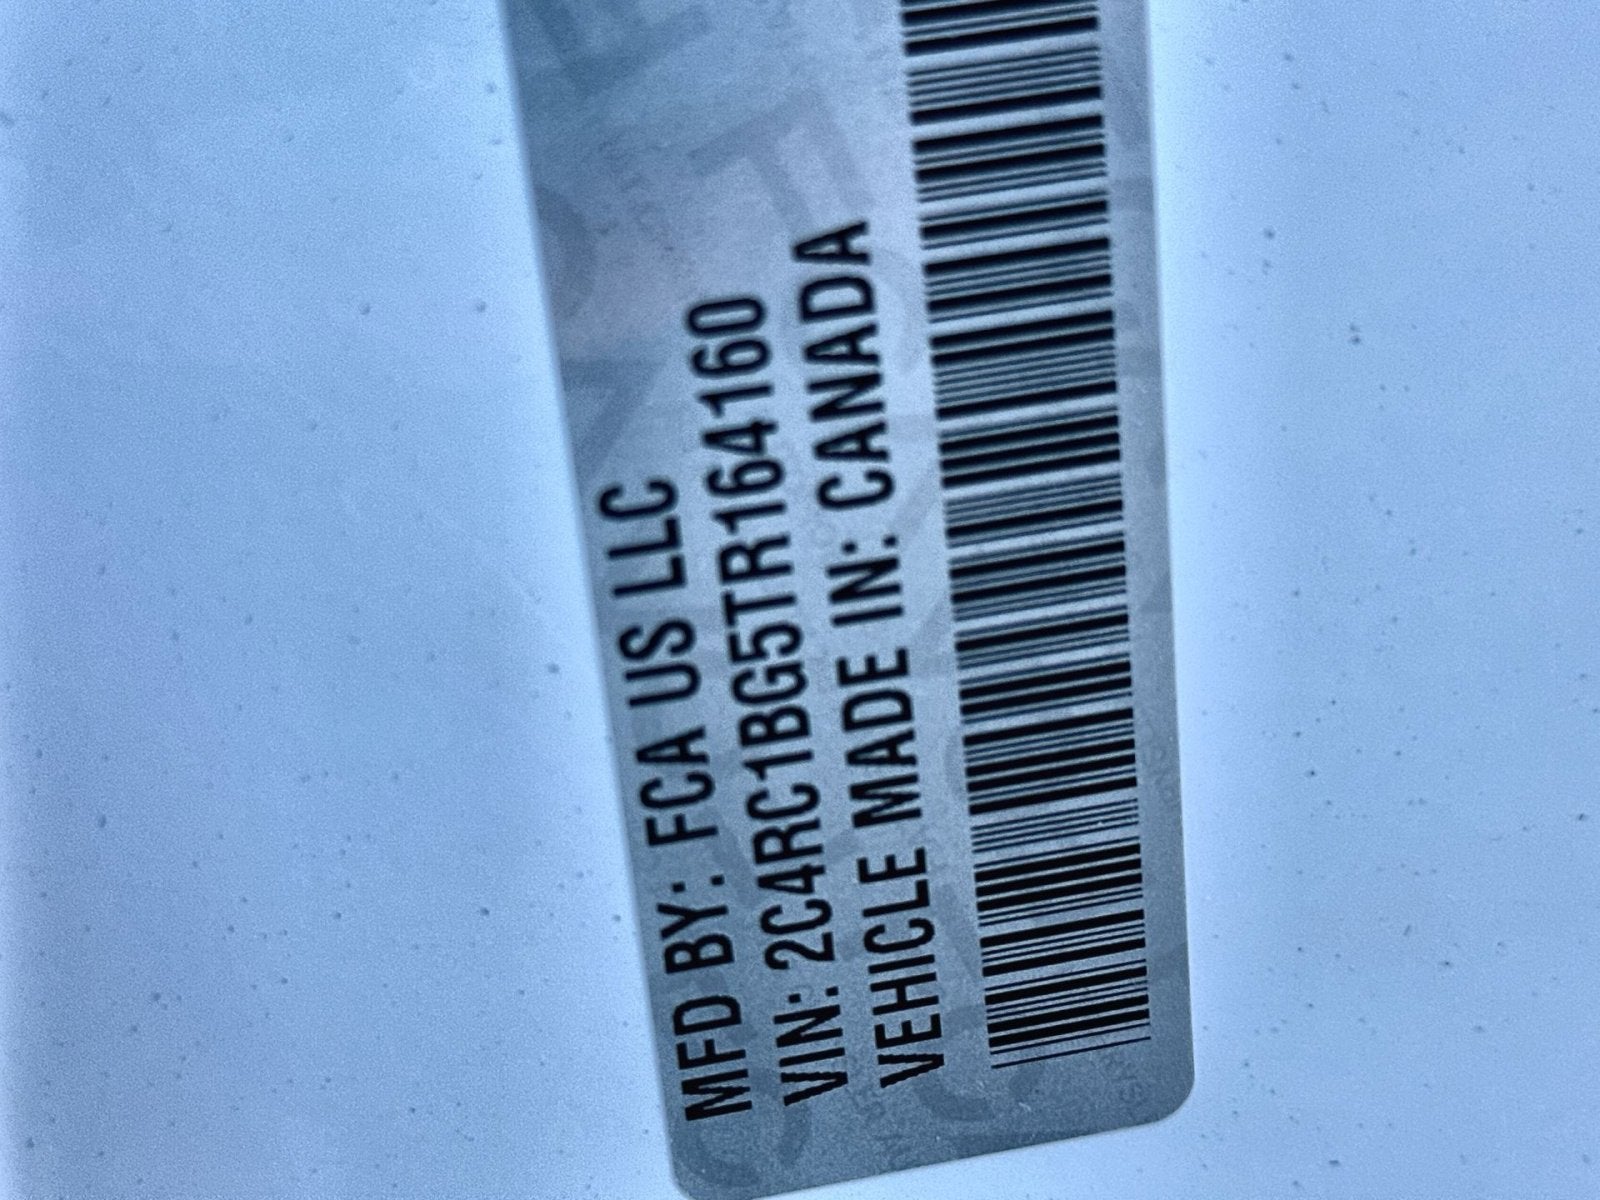 MFD BY: FCA US LLC
VIN: 2C4RC1BG5TR164160
VEHICLE MADE IN: CANADA